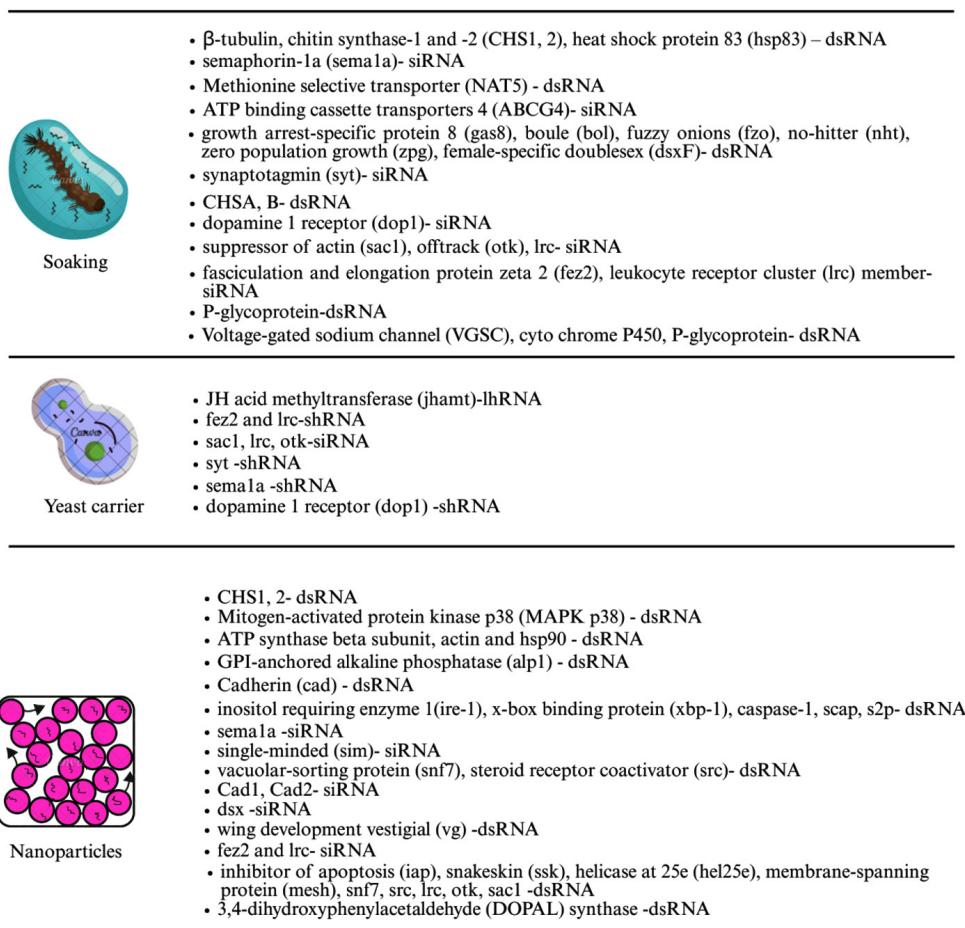 • β-tubulin, chitin synthase-1 and -2 (CHS1, 2), heat shock protein 83 (hsp83) – dsRNA
• semaphorin-1a (sema1a)- siRNA
• Methionine selective transporter (NAT5) - dsRNA
• ATP binding cassette transporters 4 (ABCG4)- siRNA
• growth arrest-specific protein 8 (gas8), boule (bol), fuzzy onions (fzo), no-hitter (nht),
zero population growth (zpg), female-specific doublesex (dsxF)- dsRNA
• synaptotagmin (syt)- siRNA
• CHSA, B- dsRNA
• dopamine 1 receptor (dop1)- siRNA
• suppressor of actin (sac1), offtrack (otk), lrc- siRNA
• fasciculation and elongation protein zeta 2 (fez2), leukocyte receptor cluster (lrc) member-
siRNA
• P-glycoprotein-dsRNA
• Voltage-gated sodium channel (VGSC), cyto chrome P450, P-glycoprotein- dsRNA
Soaking
• JH acid methyltransferase (jhamt)-lhRNA
• fez2 and lrc-shRNA
• sac1, lrc, otk-siRNA
• syt -shRNA
• sema1a -shRNA
• dopamine 1 receptor (dop1) -shRNA
Canva
Yeast carrier
• CHS1, 2- dsRNA
• Mitogen-activated protein kinase p38 (MAPK p38) - dsRNA
• ATP synthase beta subunit, actin and hsp90 - dsRNA
• GPI-anchored alkaline phosphatase (alp1) - dsRNA
• Cadherin (cad) - dsRNA
• inositol requiring enzyme 1(ire-1), x-box binding protein (xbp-1), caspase-1, scap, s2p- dsRNA
• sema1a -siRNA
• single-minded (sim)- siRNA
• vacuolar-sorting protein (snf7), steroid receptor coactivator (src)- dsRNA
• Cad1, Cad2- siRNA
• dsx -siRNA
• wing development vestigial (vg) -dsRNA
• fez2 and lrc- siRNA
• inhibitor of apoptosis (iap), snakeskin (ssk), helicase at 25e (hel25e), membrane-spanning
protein (mesh), snf7, src, lrc, otk, sac1 -dsRNA
• 3,4-dihydroxyphenylacetaldehyde (DOPAL) synthase -dsRNA
Nanoparticles